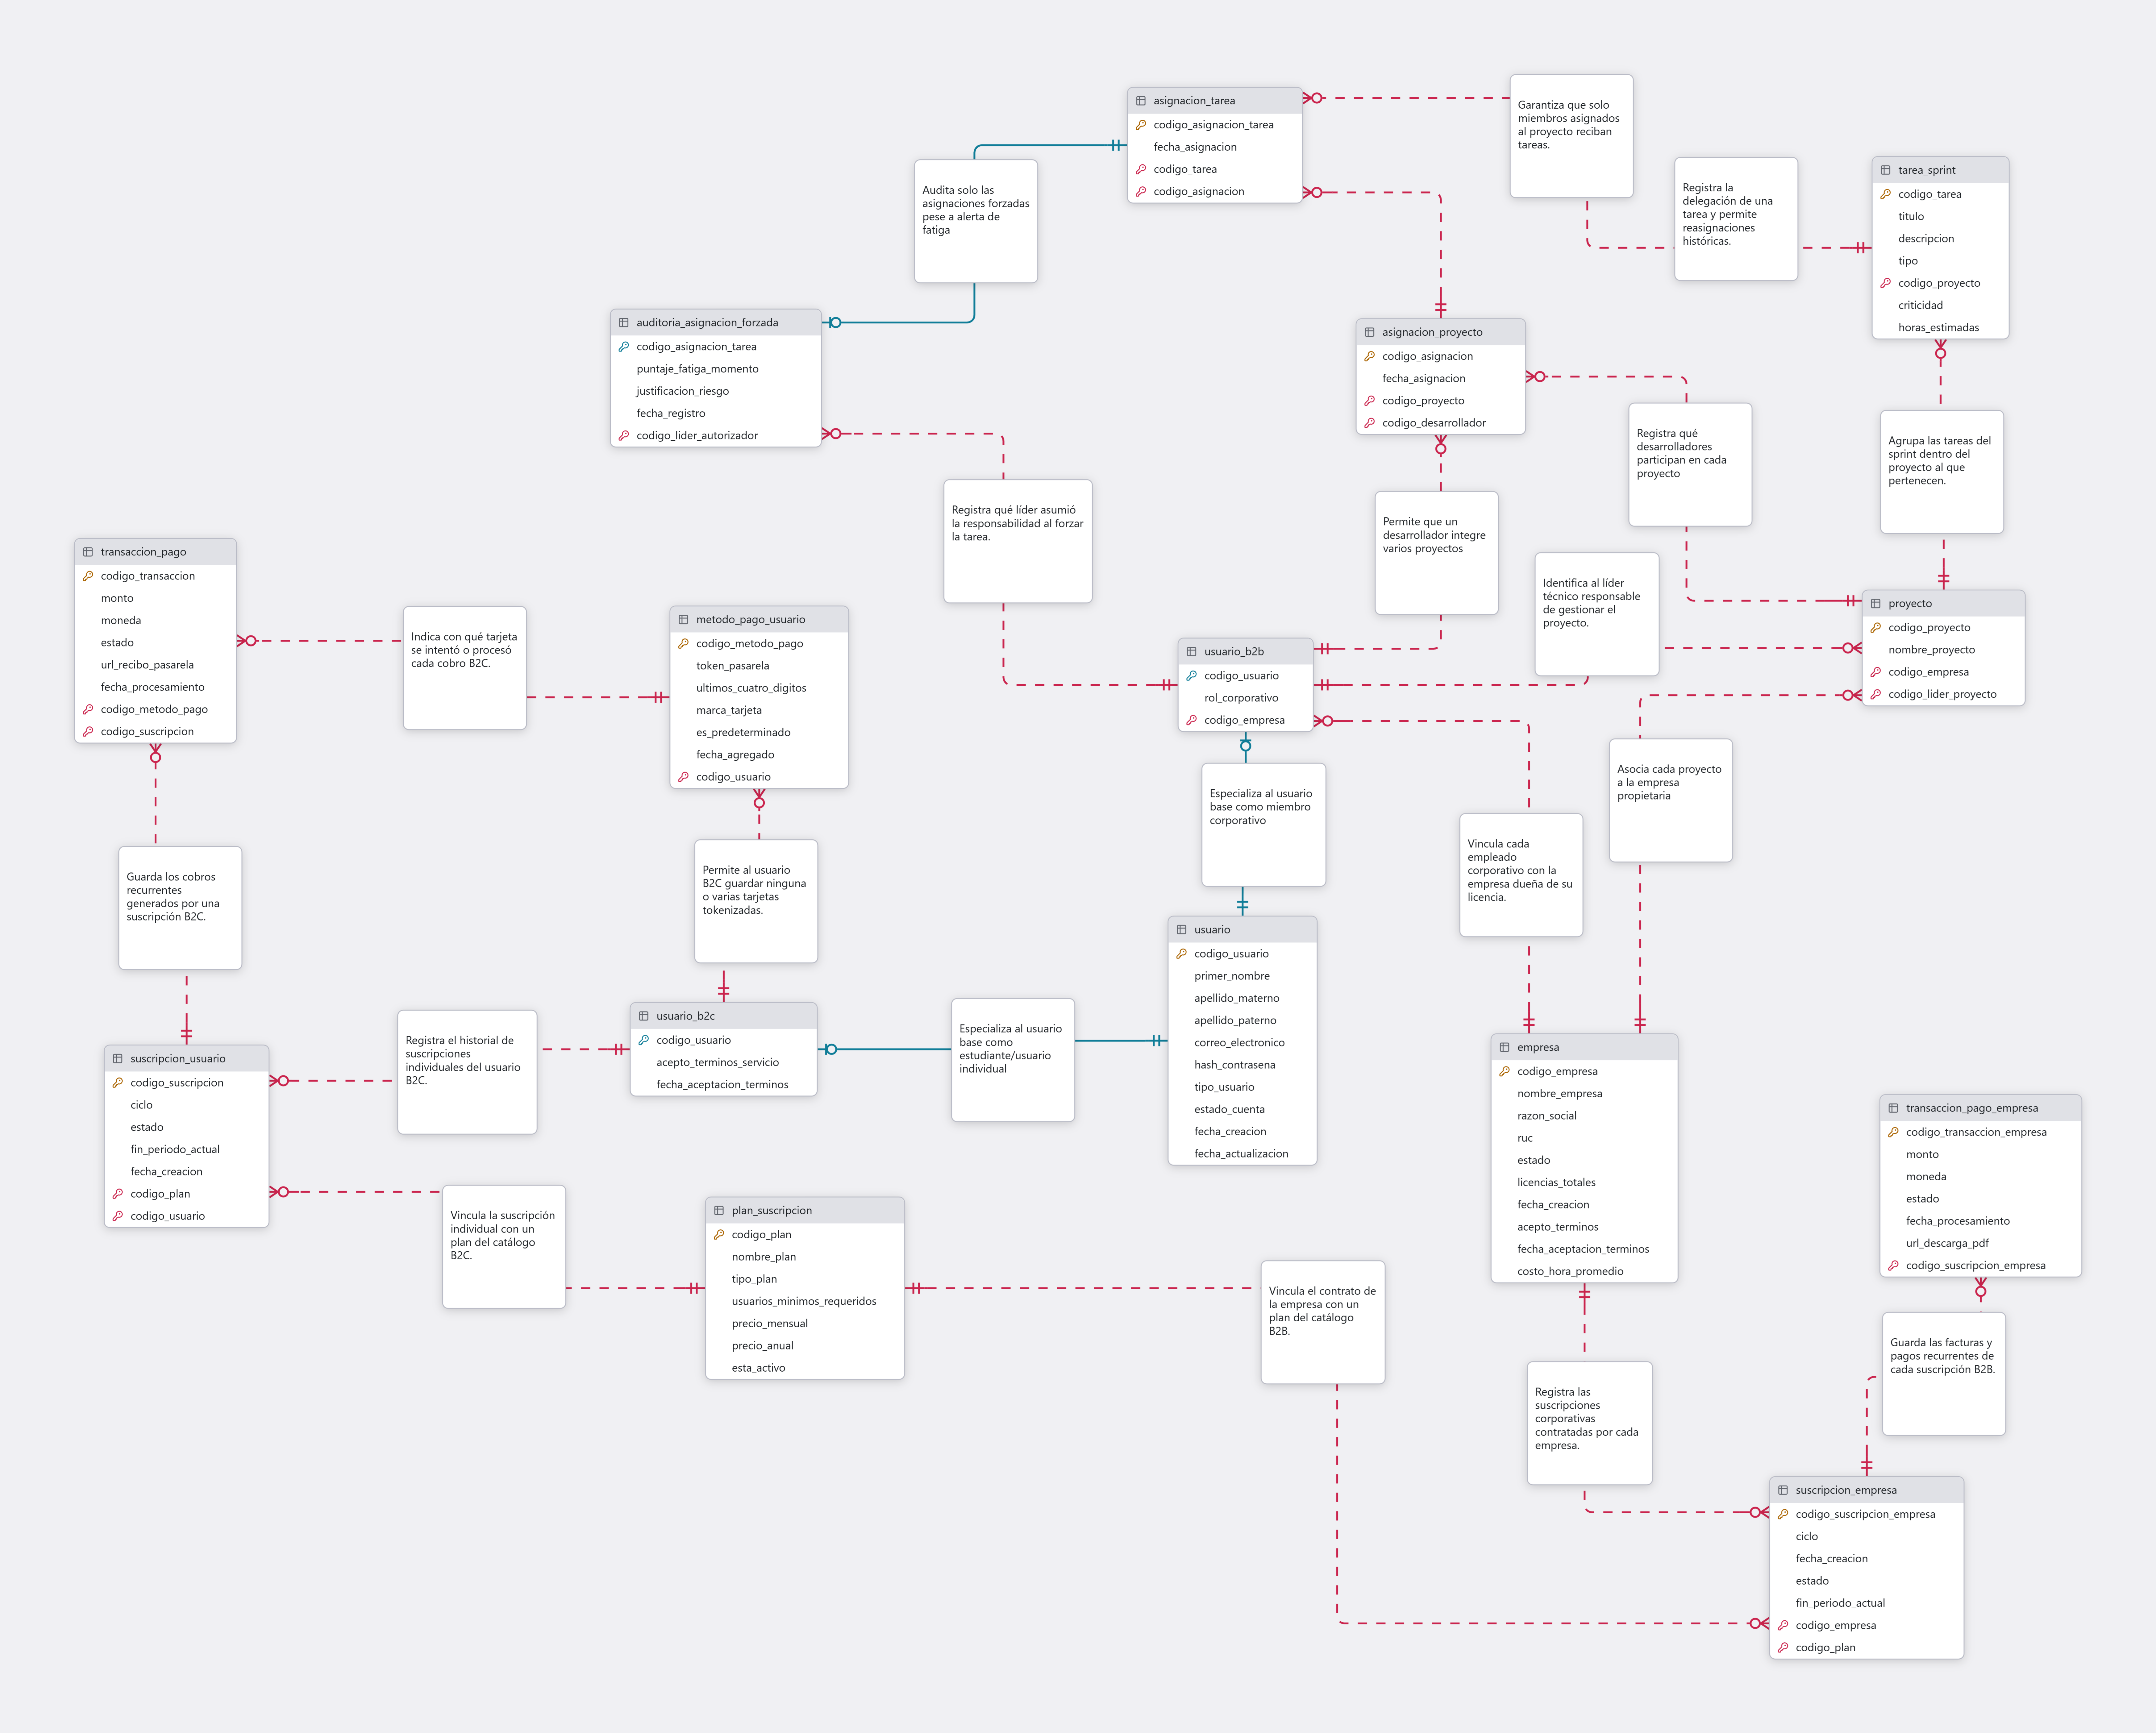 asignacion_tarea
codigo_asignacion_tarea
fecha_asignacion
codigo_tarea
codigo_asignacion
Garantiza que solo
miembros asignados
al proyecto reciban
tareas.
Registra la
delegación de una
tarea y permite
reasignaciones
históricas.
tarea_sprint
codigo_tarea
titulo
descripcion
tipo
codigo_proyecto
criticidad
horas_estimadas
Audita solo las
asignaciones forzadas
pese a alerta de
fatiga
auditoria_asignacion_forzada
codigo_asignacion_tarea
puntaje_fatiga_momento
justificacion_riesgo
fecha_registro
codigo_lider_autorizador
asignacion_proyecto
codigo_asignacion
fecha_asignacion
codigo_proyecto
codigo_desarrollador
Registra qué
desarrolladores
participan en cada
proyecto
Agrupa las tareas del
sprint dentro del
proyecto al que
pertenecen.
Registra qué líder asumió
la responsabilidad al forzar
la tarea.
Permite que un
desarrollador integre
varios proyectos
Identifica al líder
técnico responsable
de gestionar el
proyecto.
transaccion_pago
codigo_transaccion
monto
moneda
estado
url_recibo_pasarela
fecha_procesamiento
codigo_metodo_pago
codigo_suscripcion
Indica con qué tarjeta
se intentó o procesó
cada cobro B2C.
metodo_pago_usuario
codigo_metodo_pago
token_pasarela
ultimos_cuatro_digitos
marca_tarjeta
es_predeterminado
fecha_agregado
codigo_usuario
usuario_b2b
codigo_usuario
rol_corporativo
codigo_empresa
proyecto
codigo_proyecto
nombre_proyecto
codigo_empresa
codigo_lider_proyecto
Especializa al usuario
base como miembro
corporativo
Asocia cada proyecto
a la empresa
propietaria
Vincula cada
empleado
corporativo con la
empresa dueña de su
licencia.
Guarda los cobros
recurrentes
generados por una
suscripción B2C.
Permite al usuario
B2C guardar ninguna
o varias tarjetas
tokenizadas.
usuario
codigo_usuario
primer_nombre
apellido_materno
apellido_paterno
correo_electronico
hash_contrasena
tipo_usuario
estado_cuenta
fecha_creacion
fecha_actualizacion
suscripcion_usuario
codigo_suscripcion
ciclo
estado
fin_periodo_actual
fecha_creacion
codigo_plan
codigo_usuario
Registra el historial de
suscripciones
individuales del usuario
B2C.
usuario_b2c
codigo_usuario
acepto_terminos_servicio
fecha_aceptacion_terminos
Especializa al usuario
base como
estudiante/usuario
individual
empresa
codigo_empresa
nombre_empresa
razon_social
ruc
estado
licencias_totales
fecha_creacion
acepto_terminos
fecha_aceptacion_terminos
costo_hora_promedio
transaccion_pago_empresa
codigo_transaccion_empresa
monto
moneda
estado
fecha_procesamiento
url_descarga_pdf
codigo_suscripcion_empresa
Vincula la suscripción
individual con un
plan del catálogo
B2C.
plan_suscripcion
codigo_plan
nombre_plan
tipo_plan
usuarios_minimos_requeridos
precio_mensual
precio_anual
esta_activo
Vincula el contrato de
la empresa con un
plan del catálogo
B2B.
Guarda las facturas y
pagos recurrentes de
cada suscripción B2B.
Registra las
suscripciones
corporativas
contratadas por cada
empresa.
suscripcion_empresa
codigo_suscripcion_empresa
ciclo
fecha_creacion
estado
fin_periodo_actual
codigo_empresa
codigo_plan